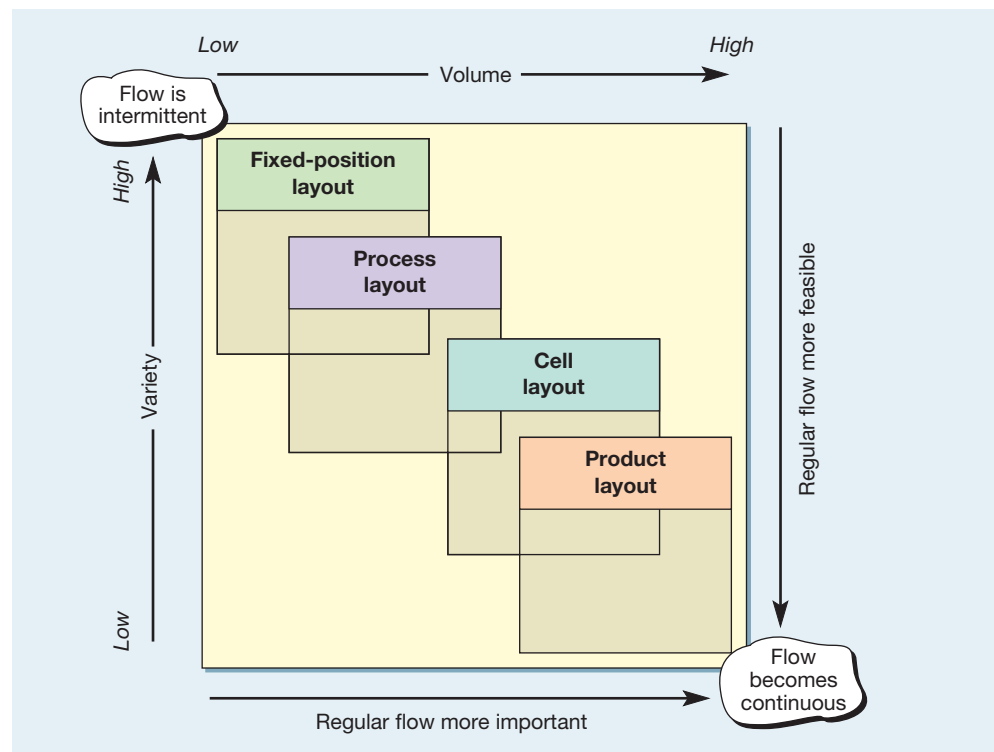 Low
High
Volume
Flow is
intermittent
High
Variety
Low
Fixed-position
layout
Process
layout
Cell
layout
Product
layout
Regular flow more feasible
Flow
becomes
continuous
Regular flow more important